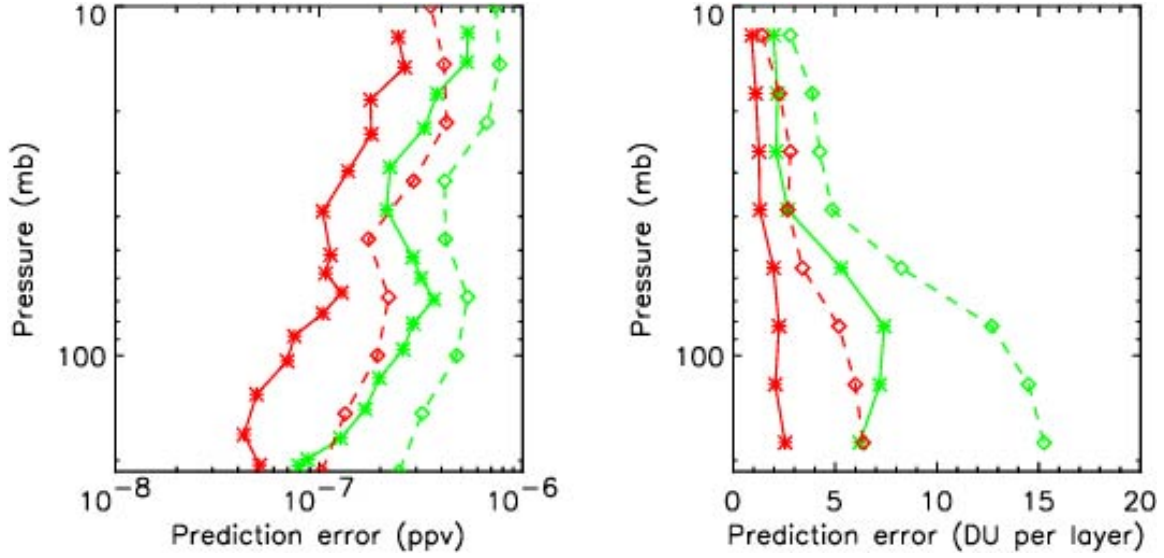 10
100
Pressure (mb)
10⁻⁸ 10⁻⁷ 10⁻⁶
Prediction error (ppv)
10
100
Pressure (mb)
0 5 10 15 20
Prediction error (DU per layer)